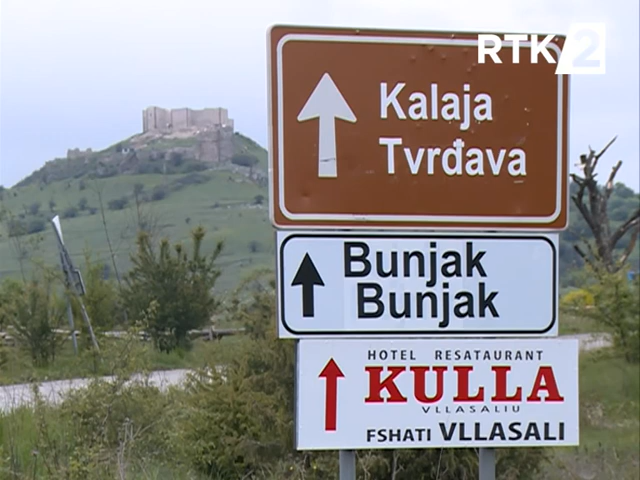 RTK 2
Kalaja
Tvrđava
Bunjak
Bunjak
HOTEL RESATAURANT
KULLA
VLLASALIU
FSHATI VLLASALI